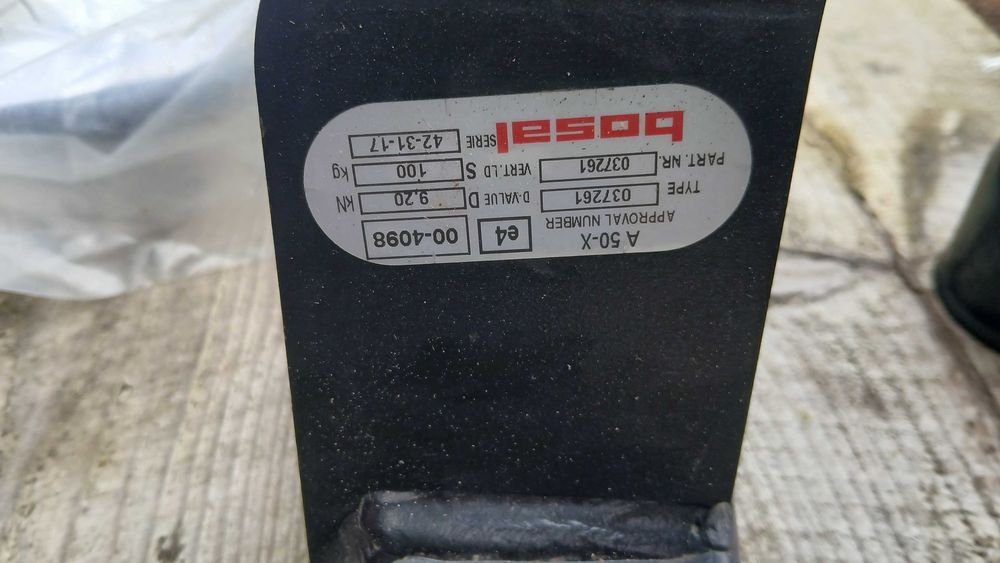 bosal SERIE 42-31-17
PART. NR. 037261 VERT.LD S 100 kg
TYPE 037261 D-VALUE D 9,20 kN
APPROVAL NUMBER
A 50-X e4 00-4098